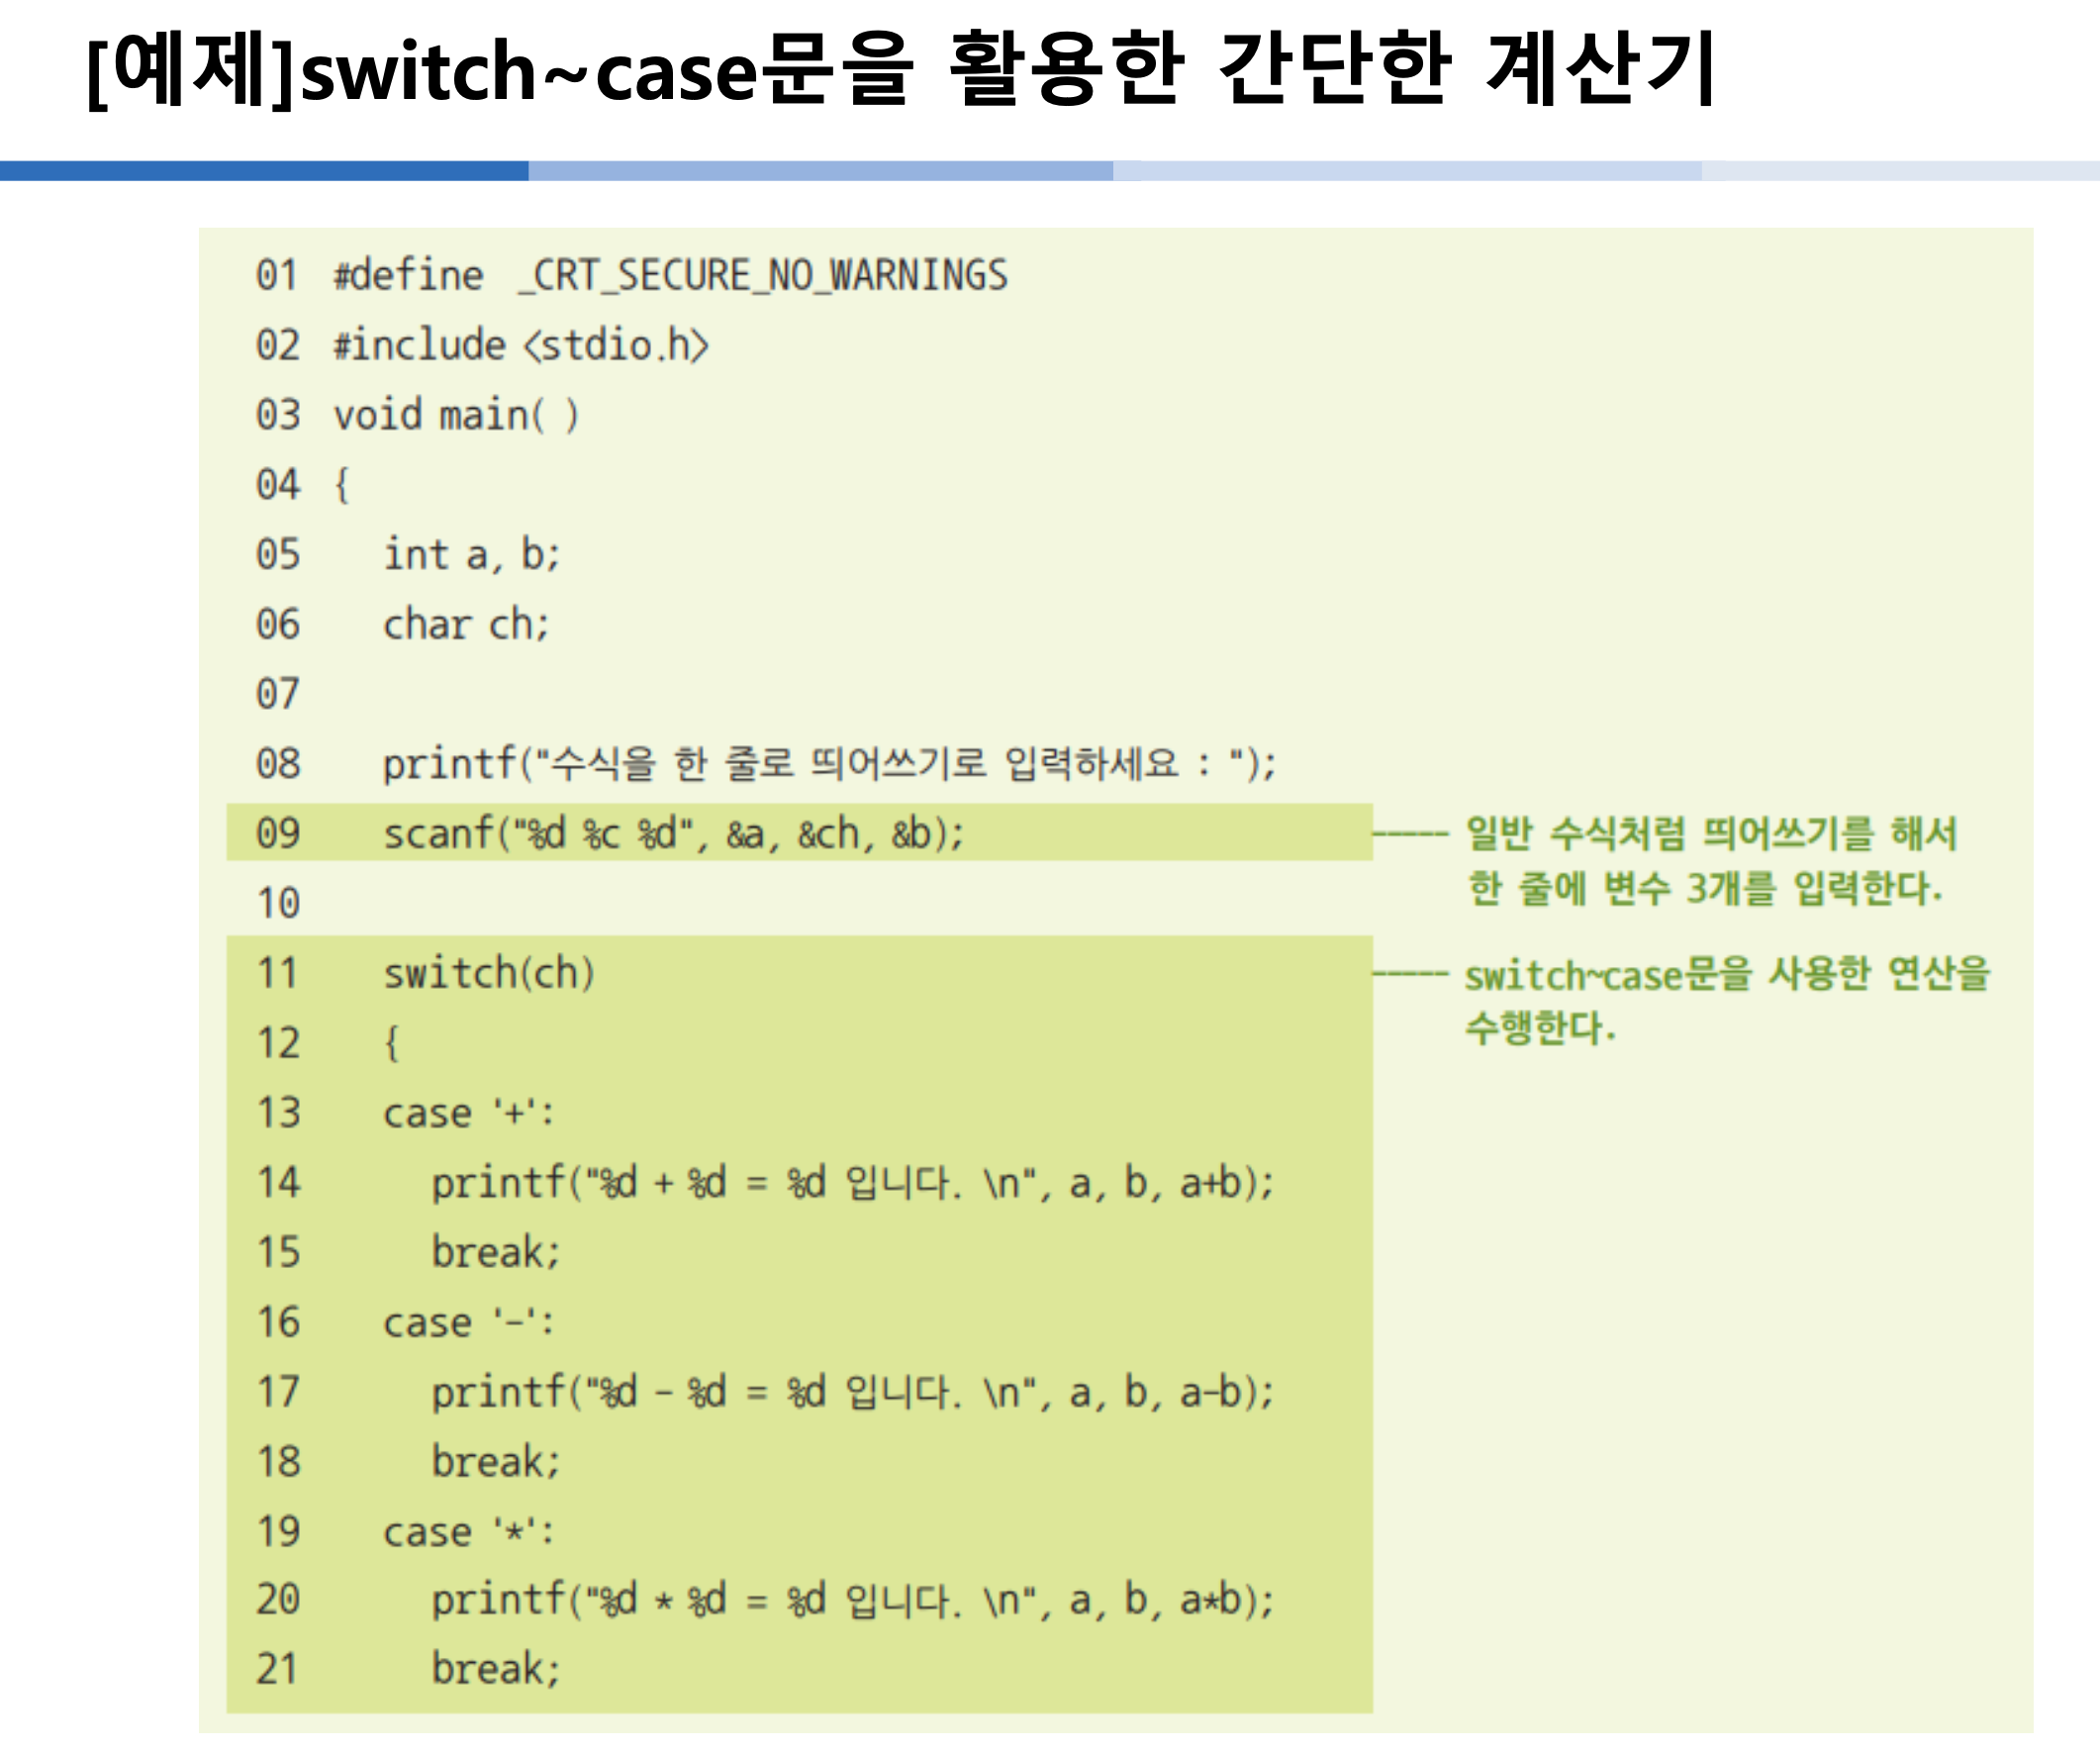 [예제]switch~case문을 활용한 간단한 계산기
01 #define _CRT_SECURE_NO_WARNINGS
02 #include <stdio.h>
03 void main( )
04 {
05 int a, b;
06 char ch;
07
08 printf("수식을 한 줄로 띄어쓰기로 입력하세요 : ");
09 scanf("%d %c %d", &a, &ch, &b);
일반 수식처럼 띄어쓰기를 해서
한 줄에 변수 3개를 입력한다.
10
11 switch(ch)
switch~case문을 사용한 연산을
수행한다.
12 {
13 case '+':
14 printf("%d + %d = %d 입니다. \n", a, b, a+b);
15 break;
16 case '-':
17 printf("%d - %d = %d 입니다. \n", a, b, a-b);
18 break;
19 case '*':
20 printf("%d * %d = %d 입니다. \n", a, b, a*b);
21 break;